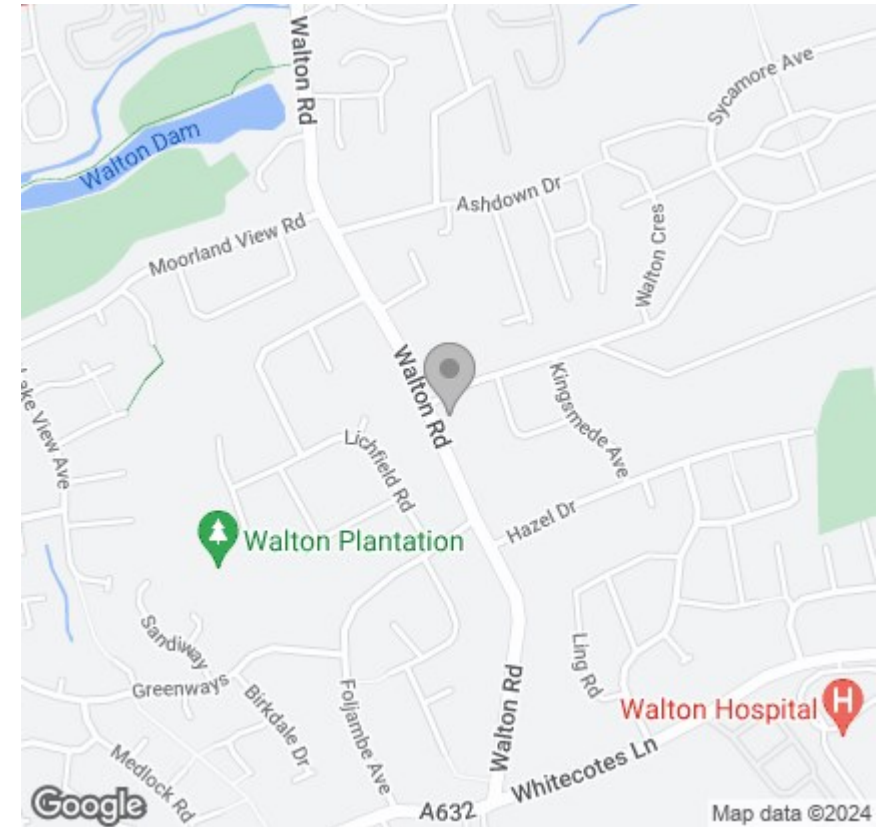 Walton Rd
Sycamore Ave
Walton Dam
Ashdown Dr
Moorland View Rd
Walton Cres
Walton Rd
Kingsmede Ave
Lake View Ave
Lichfield Rd
Hazel Dr
Walton Plantation
Sandiway
Ling Rd
Greenways
Foljambe Ave
Birkdale Dr
Walton Rd
Walton Hospital
H
Medlock Rd
Whitecotes Ln
Google
A632
Map data ©2024